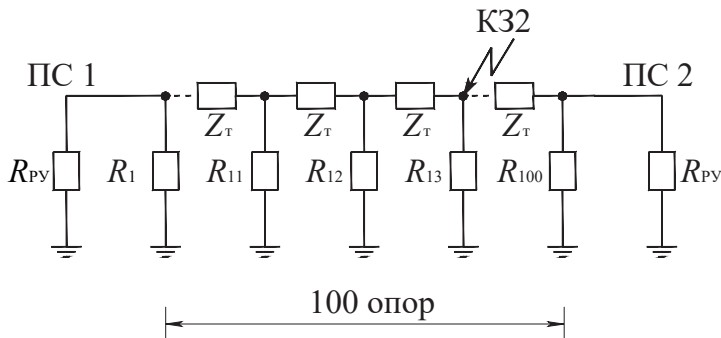 КЗ2
ПС 1
ПС 2
Zт
Zт
Zт
Zт
RРУ
R1
R11
R12
R13
R100
RРУ
100 опор